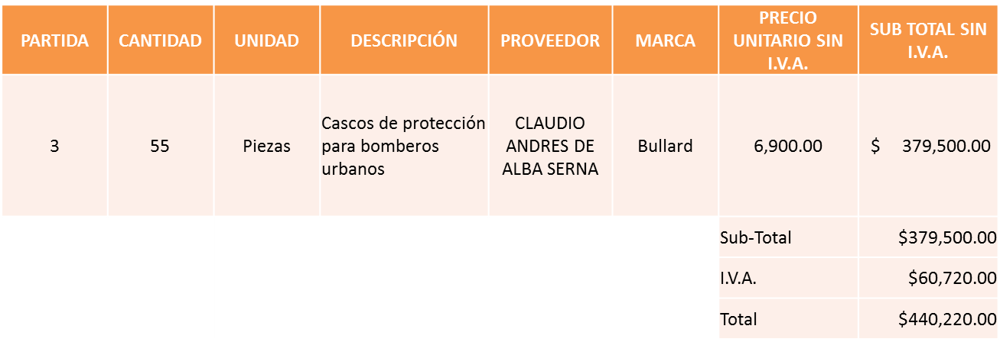 PARTIDA CANTIDAD UNIDAD DESCRIPCIÓN PROVEEDOR MARCA
PRECIO
UNITARIO SIN
I.V.A.
SUB TOTAL SIN
I.V.A.
3
55
Piezas
Cascos de protección
para bomberos
urbanos
CLAUDIO
ANDRES DE
ALBA SERNA
Bullard
6,900.00
$ 379,500.00
Sub-Total $379,500.00
I.V.A. $60,720.00
Total $440,220.00